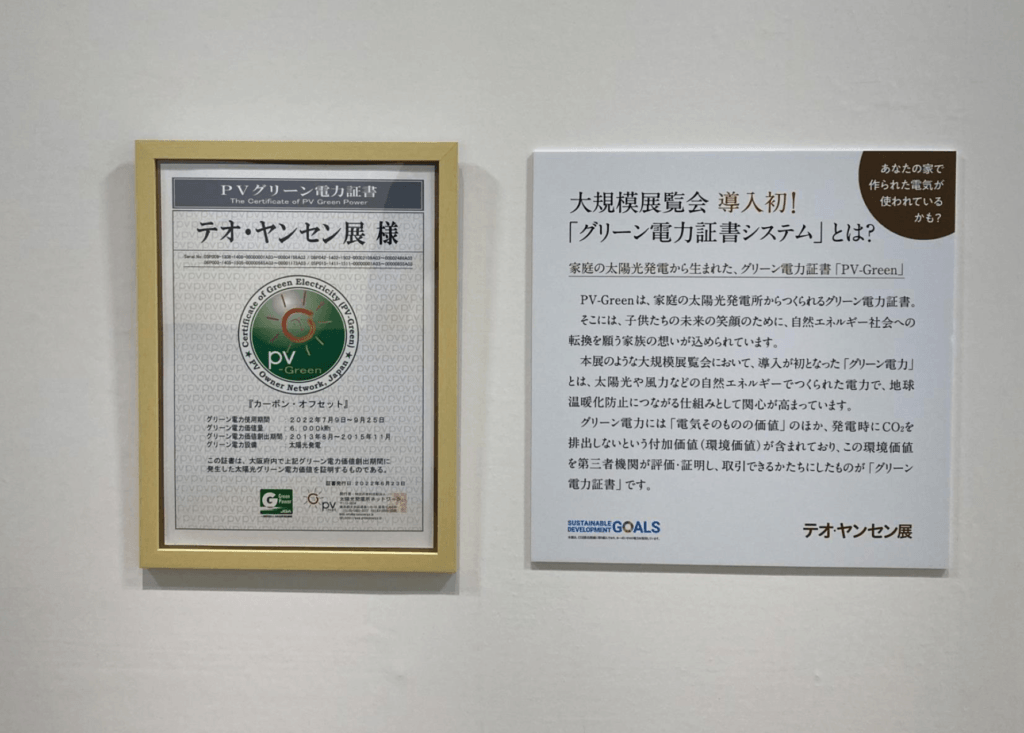 PVグリーン電力証書
The Certificate of PV Green Power
テオ・ヤンセン展 様
Certificate of Green Electricity (PV-Green)
pv
-Green
PV Owner Network, Japan
『カーボン・オフセット』
グリーン電力使用期間 : 2022年7月9日~9月25日
グリーン電力価値量 : 6,000kWh
グリーン電力価値創出期間 : 2013年8月~2015年11月
グリーン電力設備 : 太陽光発電
この証書は、大阪府内で上記グリーン電力価値創出期間に
発生した太陽光グリーン電力価値を証明するものである。
Green
Power
pv
あなたの家で
作られた電気が
使われている
かも?
大規模展覧会 導入初!
「グリーン電力証書システム」とは?
家庭の太陽光発電から生まれた、グリーン電力証書「PV-Green」
PV-Greenは、家庭の太陽光発電所からつくられるグリーン電力証書。
そこには、子供たちの未来の笑顔のために、自然エネルギー社会への
転換を願う家族の想いが込められています。
本展のような大規模展覧会において、導入が初となった「グリーン電力」
とは、太陽光や風力などの自然エネルギーでつくられた電力で、地球
温暖化防止につながる仕組みとして関心が高まっています。
グリーン電力には「電気そのものの価値」のほか、発電時にCO₂を
排出しないという付加価値(環境価値)が含まれており、この環境価値
を第三者機関が評価・証明し、取引できるかたちにしたものが「グリーン
電力証書」です。
SUSTAINABLE
DEVELOPMENT GOALS
テオ・ヤンセン展